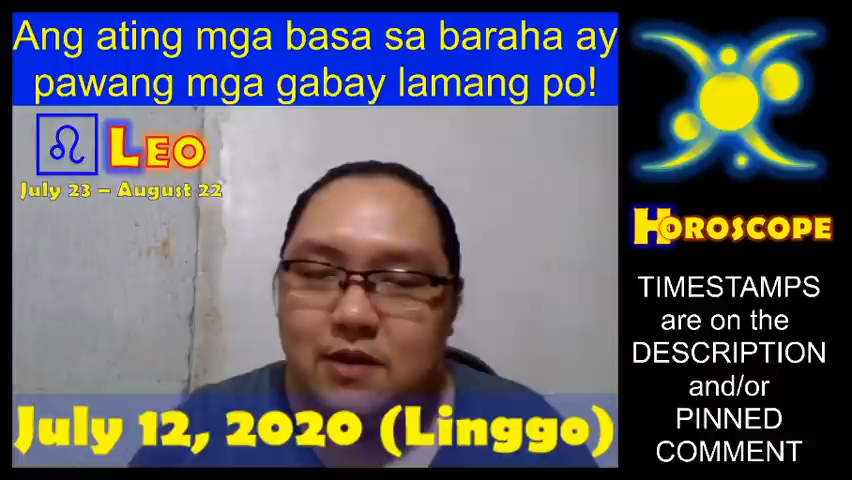 Ang ating mga basa sa baraha ay
pawang mga gabay lamang po!
♌ Leo
July 23 – August 22
Horoscope
TIMESTAMPS
are on the
DESCRIPTION
and/or
PINNED
COMMENT
July 12, 2020 (Linggo)